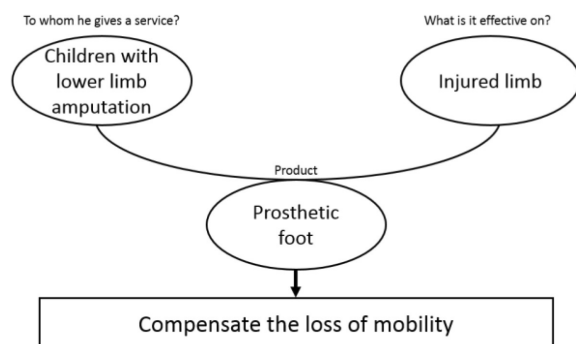 To whom he gives a service?
What is it effective on?
Children with
lower limb
amputation
Injured limb
Product
Prosthetic
foot
Compensate the loss of mobility